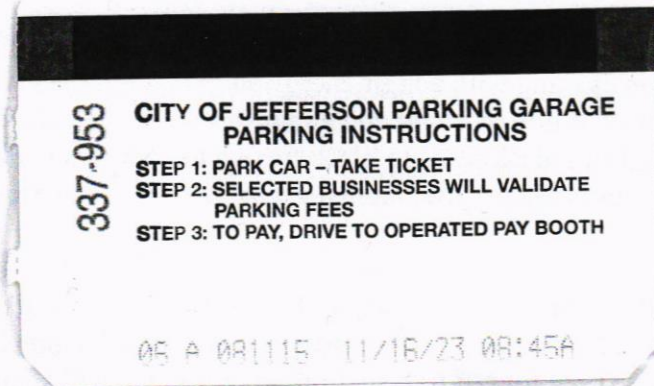 CITY OF JEFFERSON PARKING GARAGE
PARKING INSTRUCTIONS
STEP 1: PARK CAR – TAKE TICKET
STEP 2: SELECTED BUSINESSES WILL VALIDATE
PARKING FEES
STEP 3: TO PAY, DRIVE TO OPERATED PAY BOOTH
337-953
06 A 081115 11/16/23 08:45A